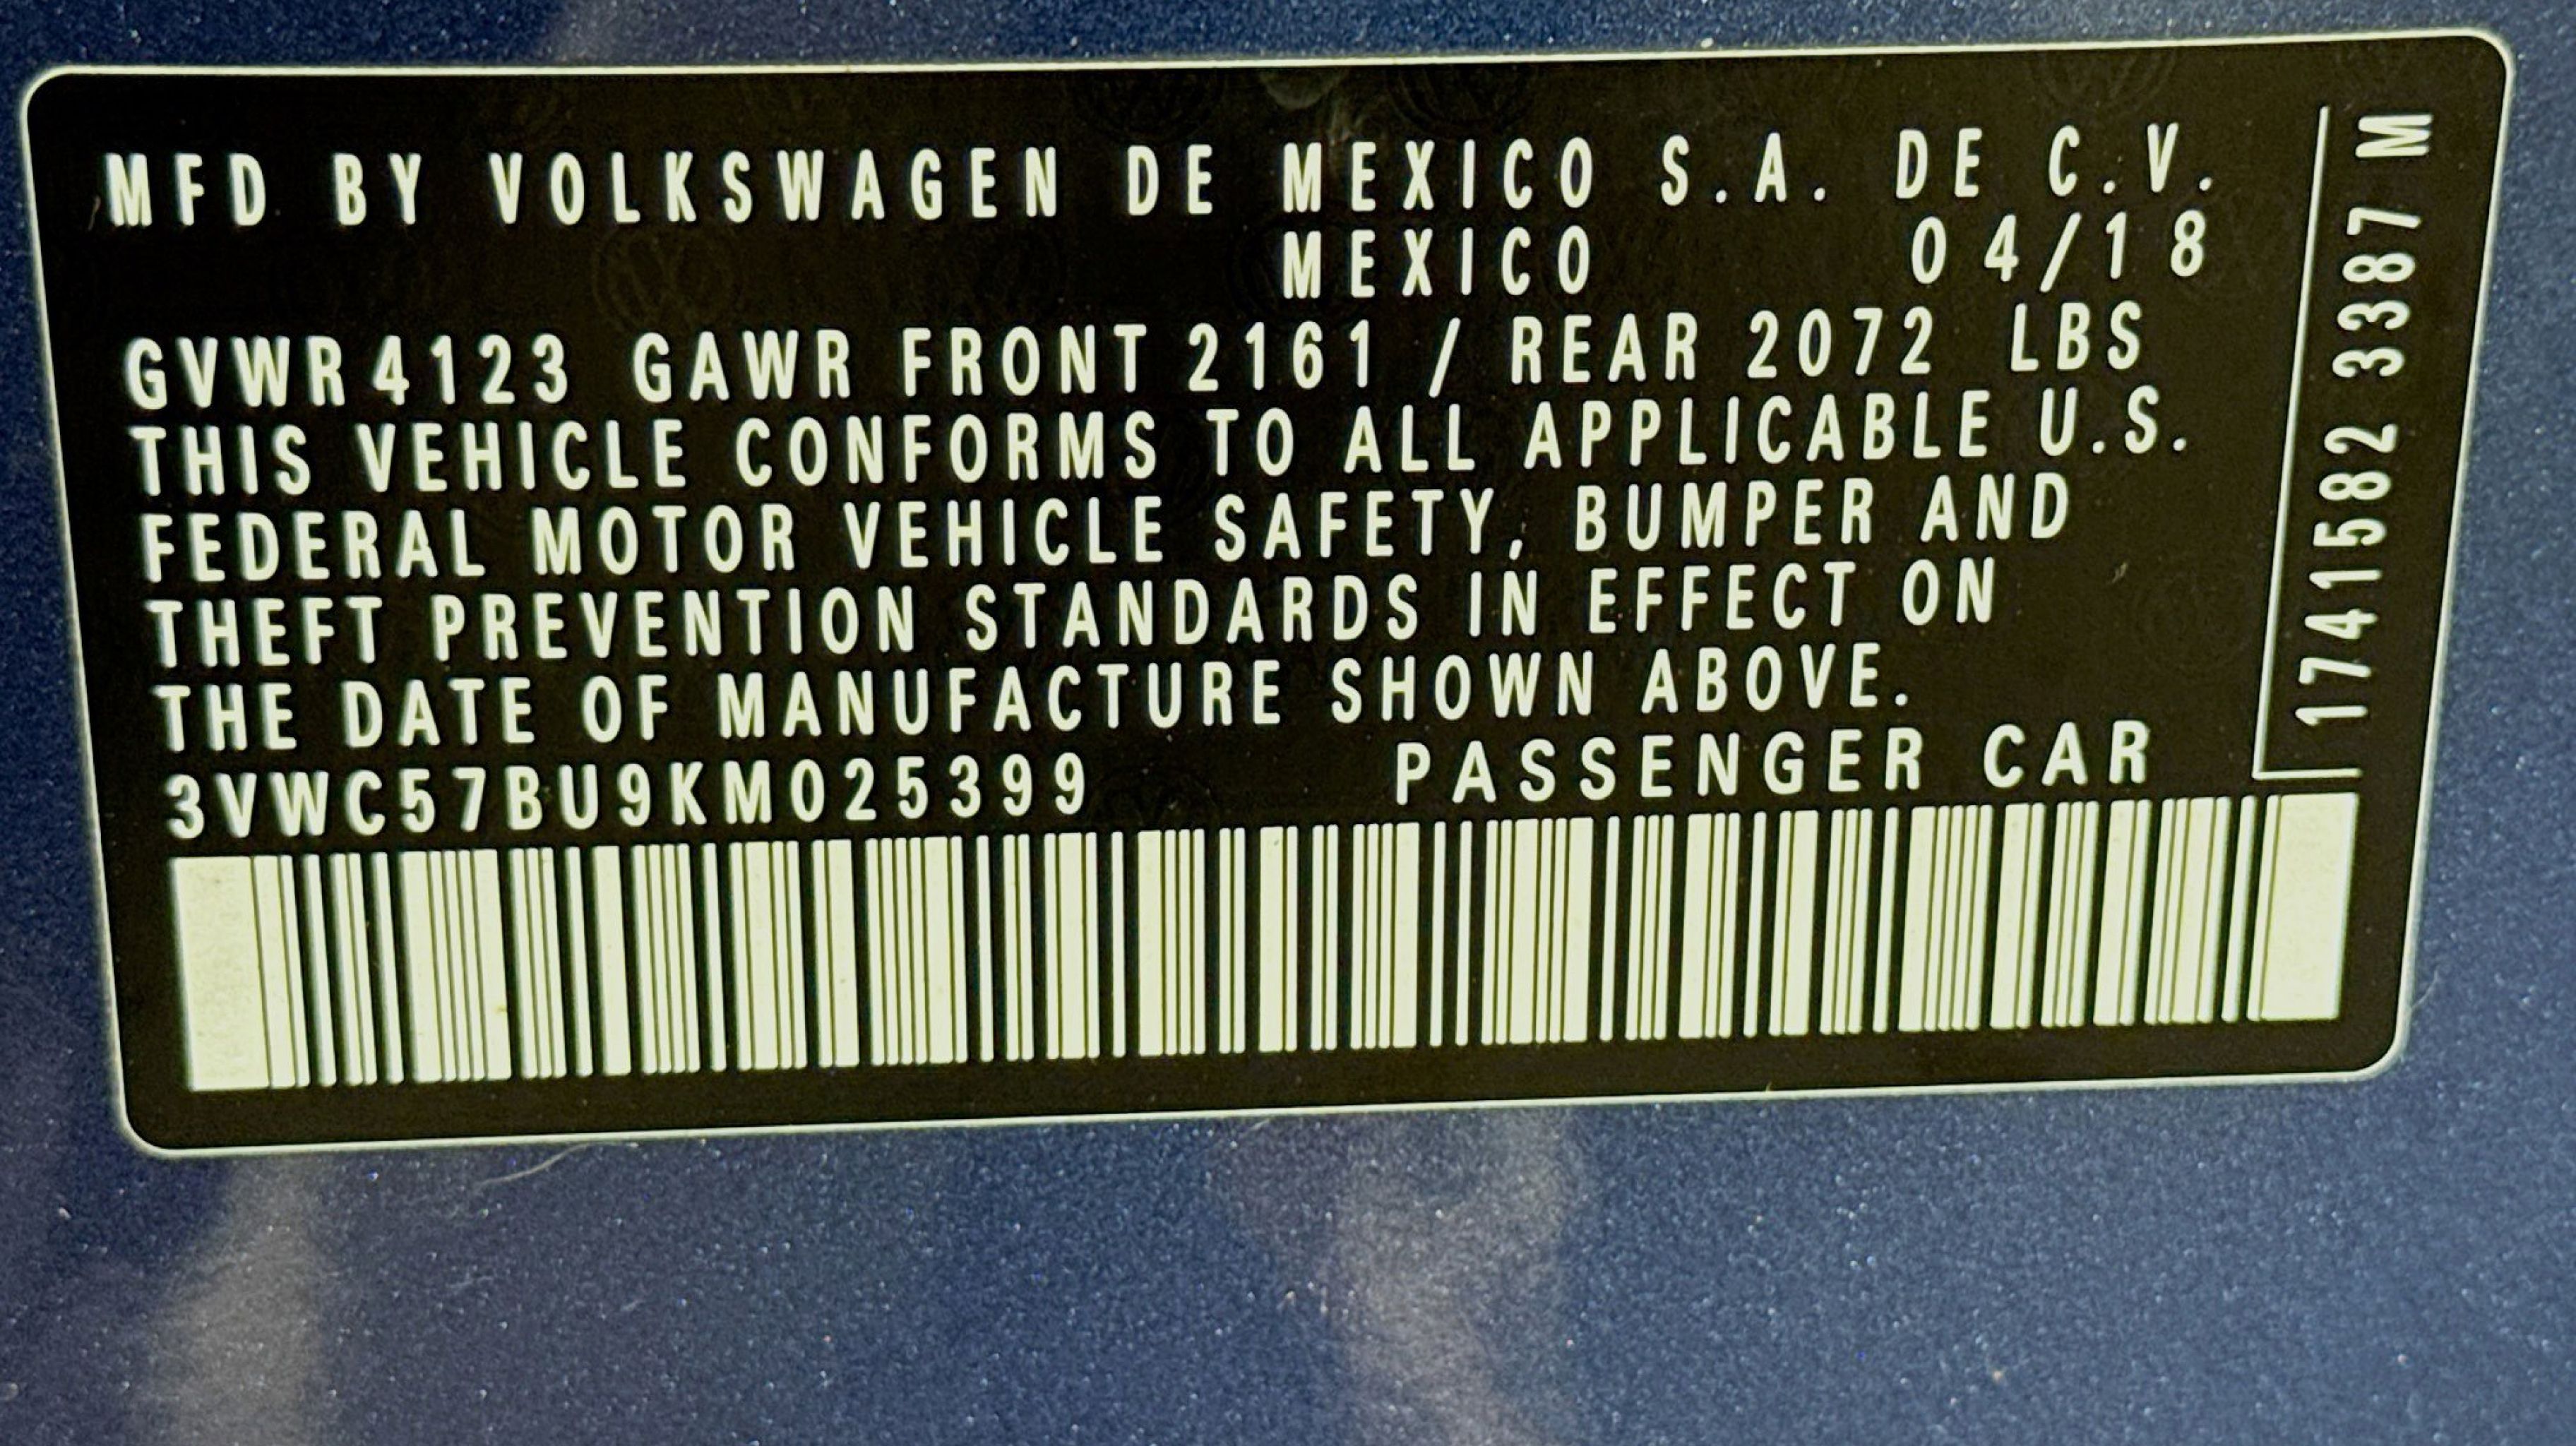 MFD BY VOLKSWAGEN DE MEXICO S.A. DE C.V.
MEXICO 04/18
GVWR 4123 GAWR FRONT 2161 / REAR 2072 LBS
THIS VEHICLE CONFORMS TO ALL APPLICABLE U.S.
FEDERAL MOTOR VEHICLE SAFETY, BUMPER AND
THEFT PREVENTION STANDARDS IN EFFECT ON
THE DATE OF MANUFACTURE SHOWN ABOVE.
3VWC57BU9KM025399 PASSENGER CAR
1741582 3387 M